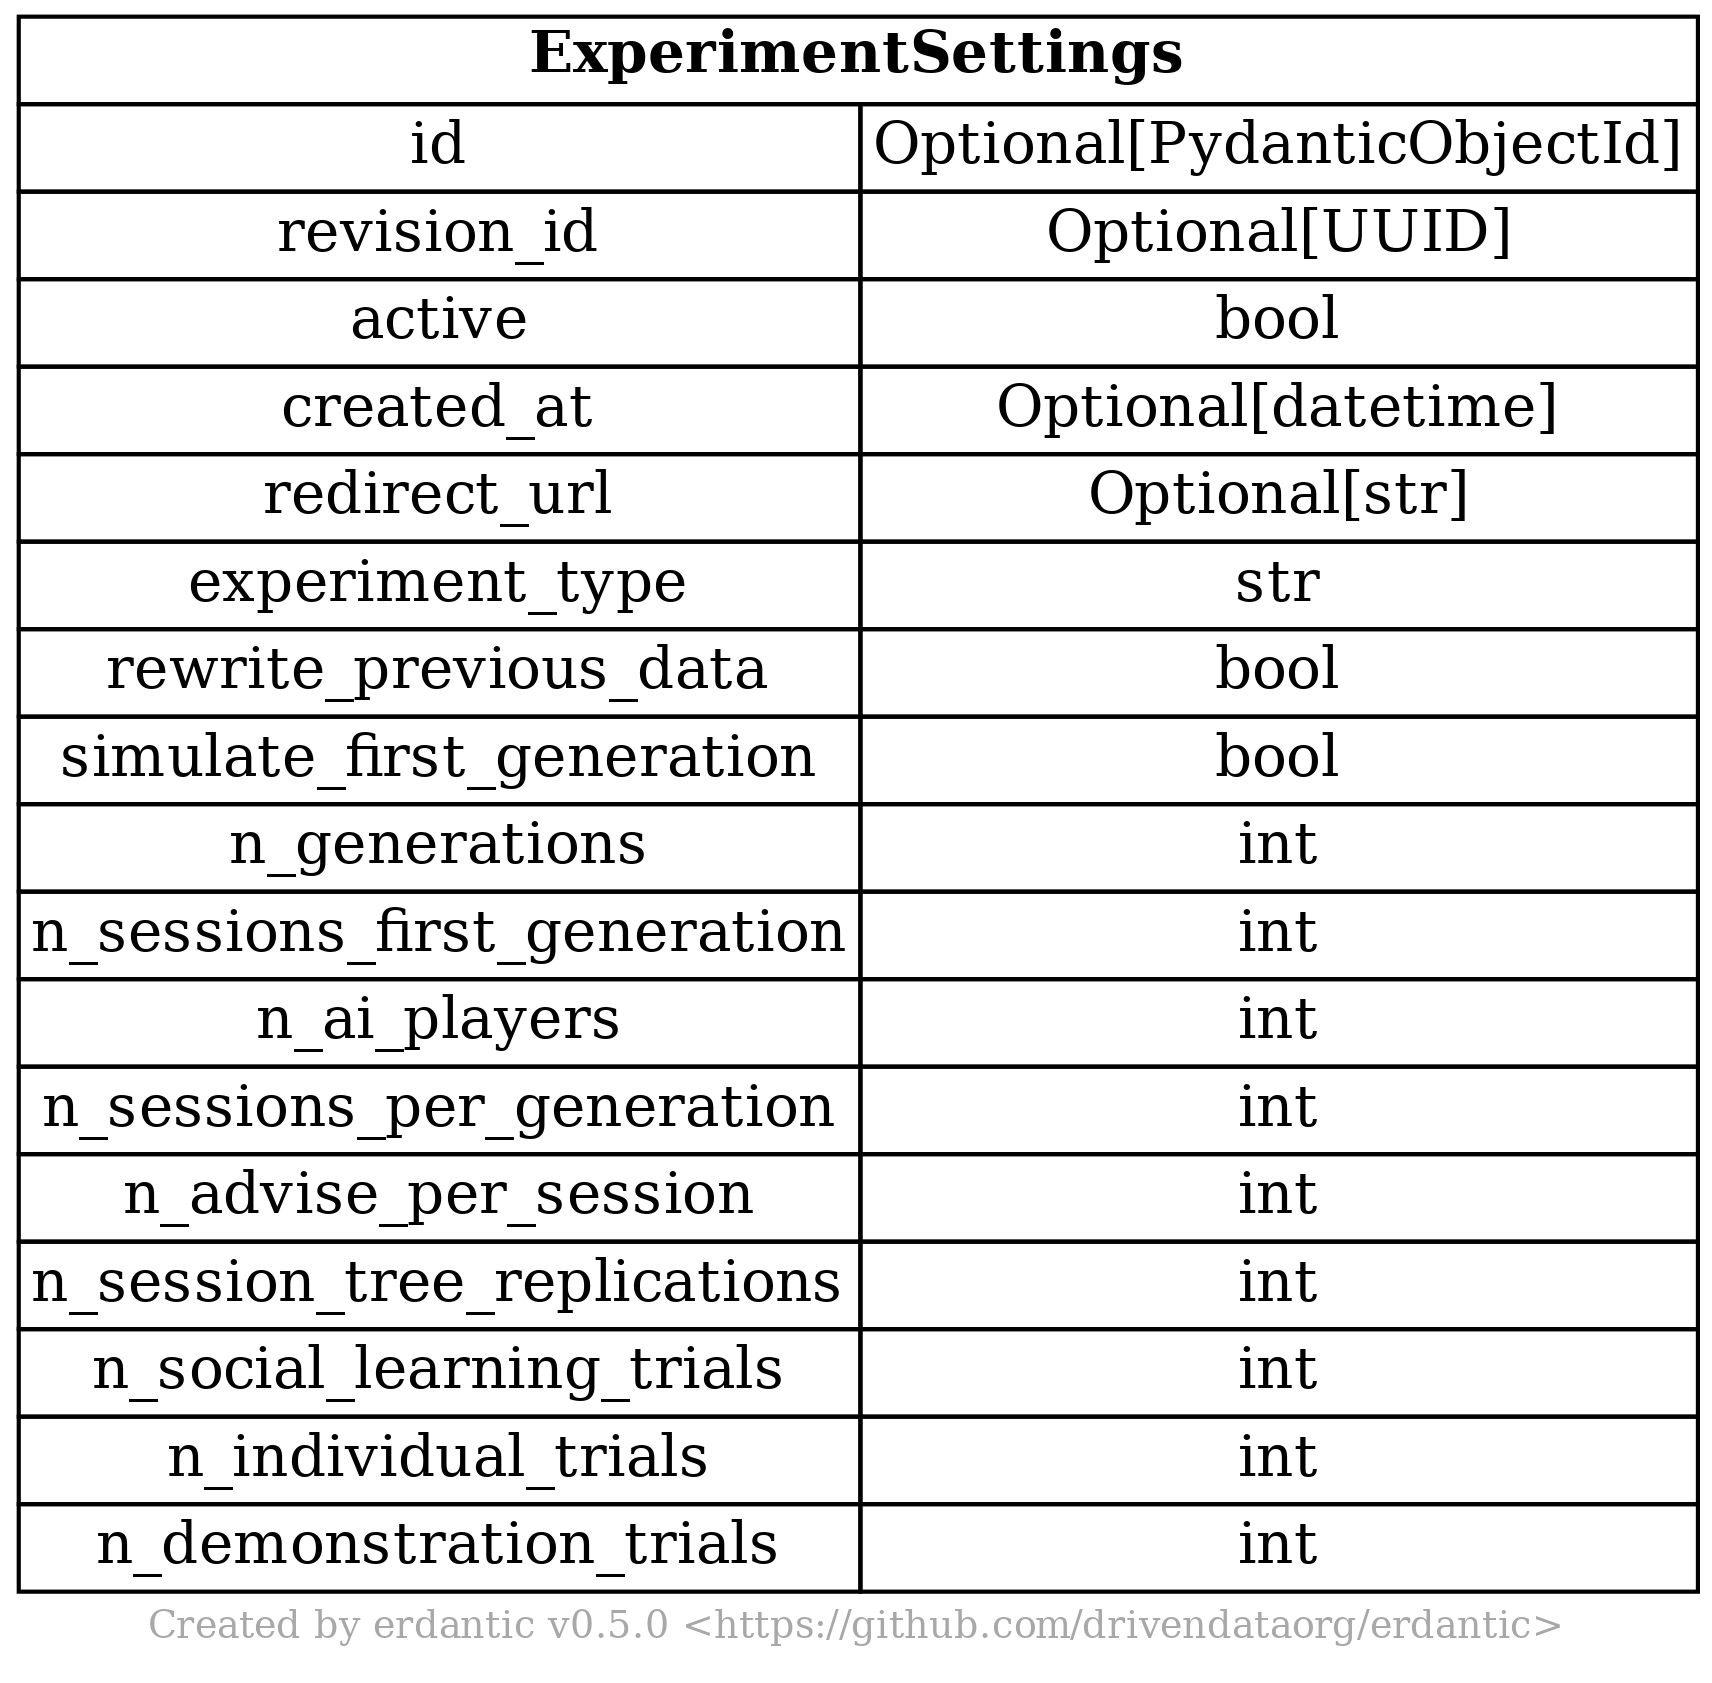 ExperimentSettings
id Optional[PydanticObjectId]
revision_id Optional[UUID]
active bool
created_at Optional[datetime]
redirect_url Optional[str]
experiment_type str
rewrite_previous_data bool
simulate_first_generation bool
n_generations int
n_sessions_first_generation int
n_ai_players int
n_sessions_per_generation int
n_advise_per_session int
n_session_tree_replications int
n_social_learning_trials int
n_individual_trials int
n_demonstration_trials int
Created by erdantic v0.5.0 <https://github.com/drivendataorg/erdantic>